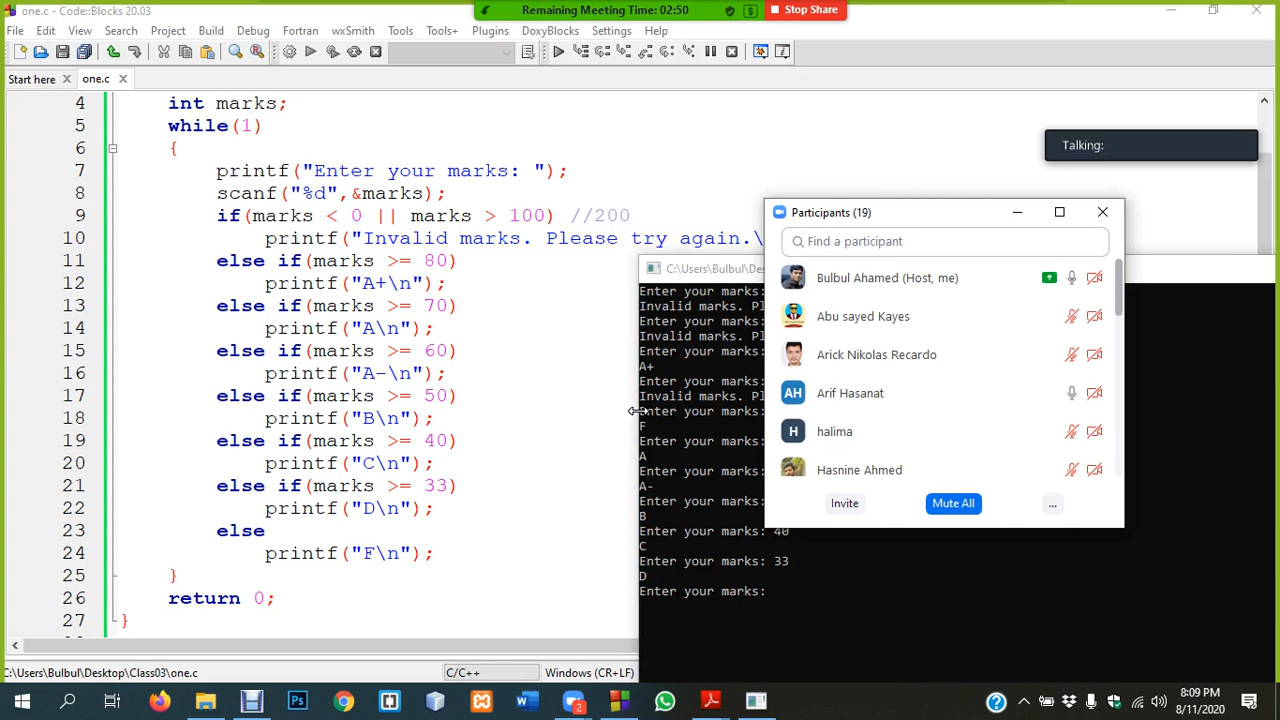 one.c - Code::Blocks 20.03
Remaining Meeting Time: 02:50
Stop Share
File Edit View Search Project Build Debug Fortran wxSmith Tools Tools+ Plugins DoxyBlocks Settings Help
Start here
one.c
4 int marks;
5 while(1)
6 {
7 printf("Enter your marks: ");
8 scanf("%d",&marks);
9 if(marks < 0 || marks > 100) //200
10 printf("Invalid marks. Please try again.\
11 else if(marks >= 80)
12 printf("A+\n");
13 else if(marks >= 70)
14 printf("A\n");
15 else if(marks >= 60)
16 printf("A-\n");
17 else if(marks >= 50)
18 printf("B\n");
19 else if(marks >= 40)
20 printf("C\n");
21 else if(marks >= 33)
22 printf("D\n");
23 else
24 printf("F\n");
25 }
26 return 0;
27 }
Talking:
Participants (19)
Find a participant
Bulbul Ahamed (Host, me)
Abu sayed Kayes
Arick Nikolas Recardo
AH Arif Hasanat
H halima
Hasnine Ahmed
Invite
Mute All
...
C:\Users\Bulbul\Des
Enter your marks:
Invalid marks. Pl
Enter your marks:
Invalid marks. Pl
Enter your marks:
A+
Enter your marks:
Invalid marks. Pl
Enter your marks:
F
Enter your marks:
A
Enter your marks:
A-
Enter your marks:
B
Enter your marks: 40
C
Enter your marks: 33
D
Enter your marks:
C:\Users\Bulbul\Desktop\Class03\one.c
C/C++
Windows (CR+LF)
8:09 PM
8/11/2020